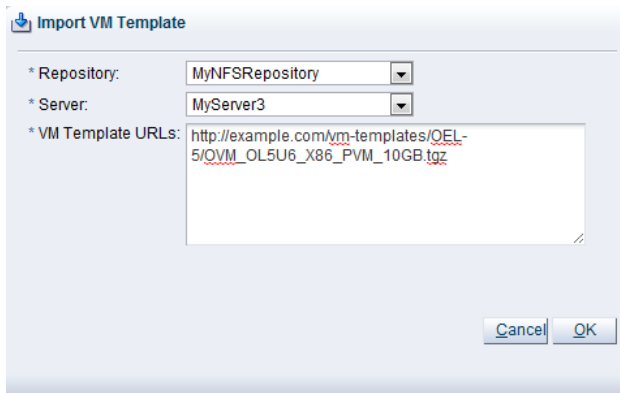 Import VM Template
* Repository: MyNFSRepository
* Server: MyServer3
* VM Template URLs: http://example.com/vm-templates/OEL-
5/OVM_OL5U6_X86_PVM_10GB.tgz
Cancel OK